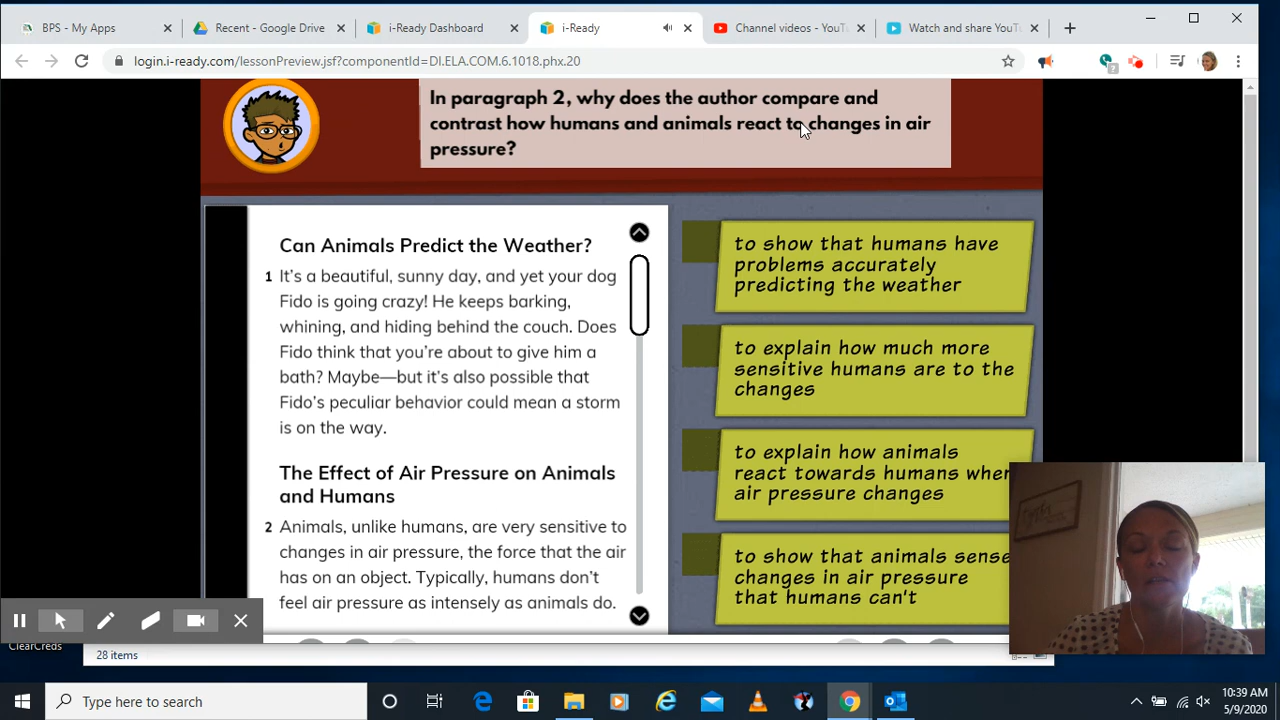 BPS - My Apps
Recent - Google Drive
i-Ready Dashboard
i-Ready
Channel videos - YouT
Watch and share YouT
login.i-ready.com/lessonPreview.jsf?componentId=DI.ELA.COM.6.1018.phx.20
In paragraph 2, why does the author compare and
contrast how humans and animals react to changes in air
pressure?
Can Animals Predict the Weather?
1 It's a beautiful, sunny day, and yet your dog
Fido is going crazy! He keeps barking,
whining, and hiding behind the couch. Does
Fido think that you're about to give him a
bath? Maybe—but it's also possible that
Fido's peculiar behavior could mean a storm
is on the way.
The Effect of Air Pressure on Animals
and Humans
2 Animals, unlike humans, are very sensitive to
changes in air pressure, the force that the air
has on an object. Typically, humans don't
feel air pressure as intensely as animals do.
to show that humans have
problems accurately
predicting the weather
to explain how much more
sensitive humans are to the
changes
to explain how animals
react towards humans when
air pressure changes
to show that animals sense
changes in air pressure
that humans can't
ClearCreds
28 items
Type here to search
10:39 AM
5/9/2020